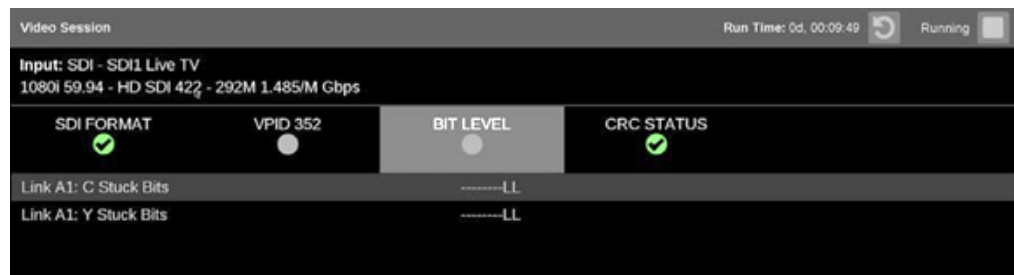 Video Session Run Time: 0d, 00:09:49 Running
Input: SDI - SDI1 Live TV
1080i 59.94 - HD SDI 422 - 292M 1.485/M Gbps
SDI FORMAT VPID 352 BIT LEVEL CRC STATUS
Link A1: C Stuck Bits --------LL
Link A1: Y Stuck Bits --------LL